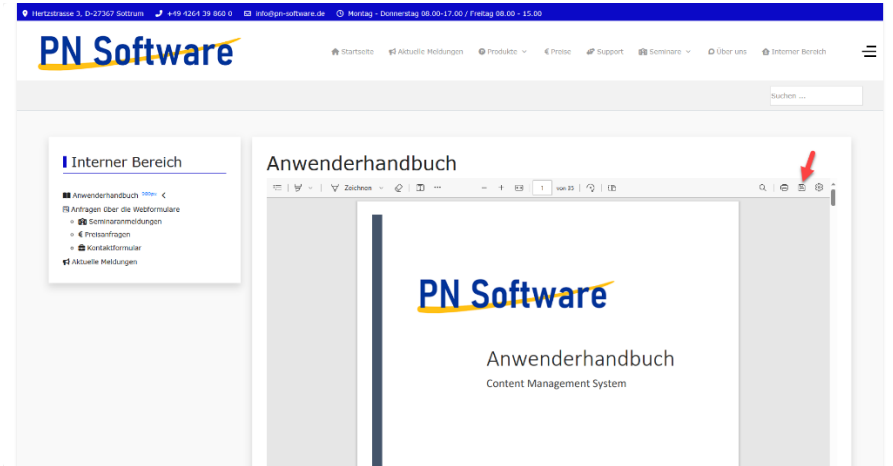 Hertzstrasse 3, D-27367 Sottrum +49 4264 39 860 0 info@pn-software.de Montag - Donnerstag 08.00-17.00 / Freitag 08.00 - 15.00
PN Software
Startseite Aktuelle Meldungen Produkte € Preise Support Seminare Über uns Interner Bereich
Suchen ...
Interner Bereich
Anwenderhandbuch
Anfragen über die Webformulare
Seminaranmeldungen
€ Preisanfragen
Kontaktformular
Aktuelle Meldungen
Anwenderhandbuch
Zeichnen 1 von 33
PN Software
Anwenderhandbuch
Content Management System